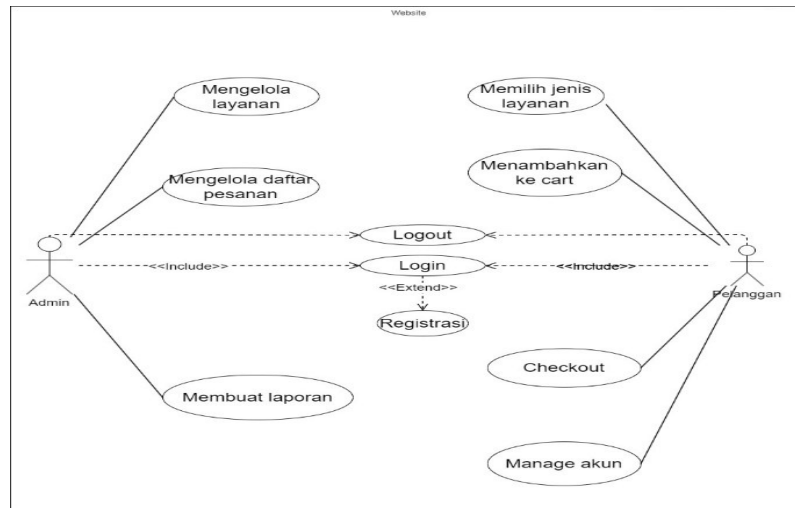 Website
Mengelola
layanan
Memilih jenis
layanan
Mengelola daftar
pesanan
Menambahkan
ke cart
Logout
<<Include>>
Login
<<Include>>
<<Extend>>
Admin
Pelanggan
Registrasi
Checkout
Membuat laporan
Manage akun